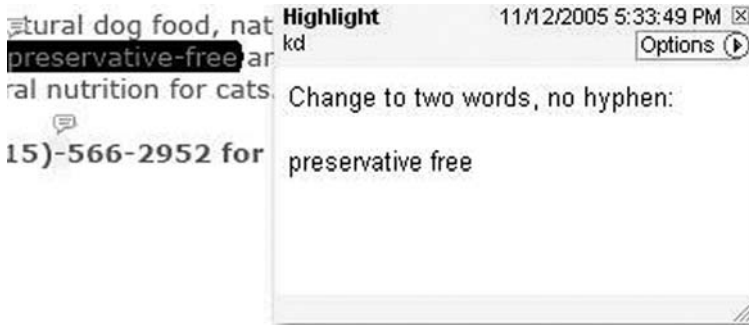 tural dog food, nat
preservative-free ar
ral nutrition for cats.
15)-566-2952 for
Highlight 11/12/2005 5:33:49 PM
kd
Options
Change to two words, no hyphen:
preservative free